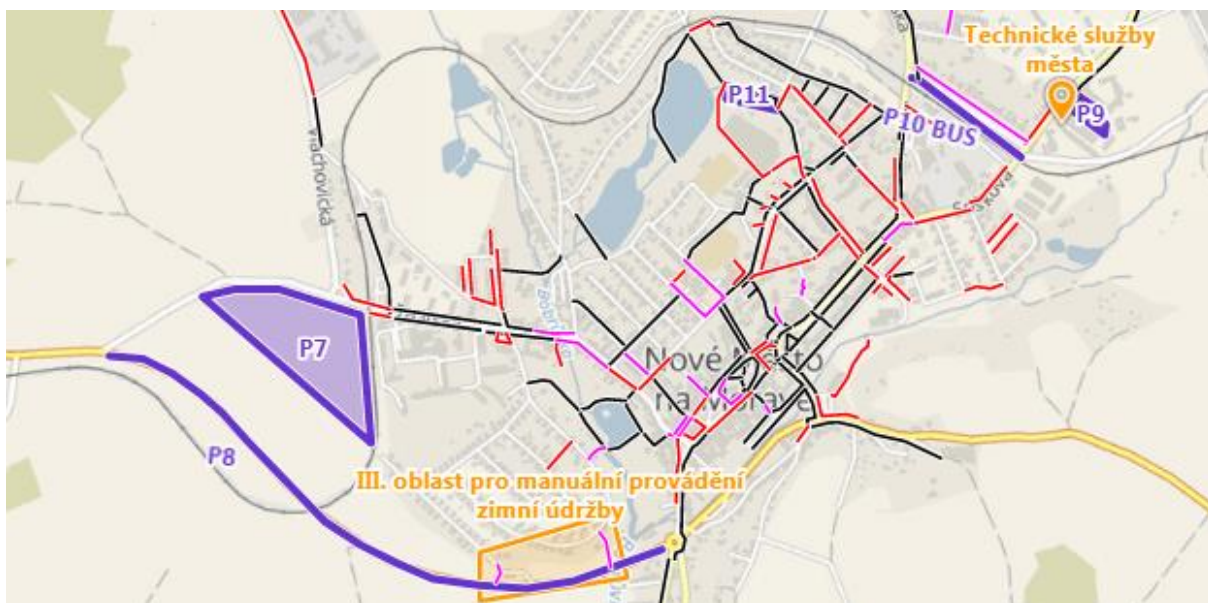 Technické služby
města
P11
P9
P10 BUS
Vlachovická
P7
Nové Město
na Moravě
P8
III. oblast pro manuální provádění
zimní údržby